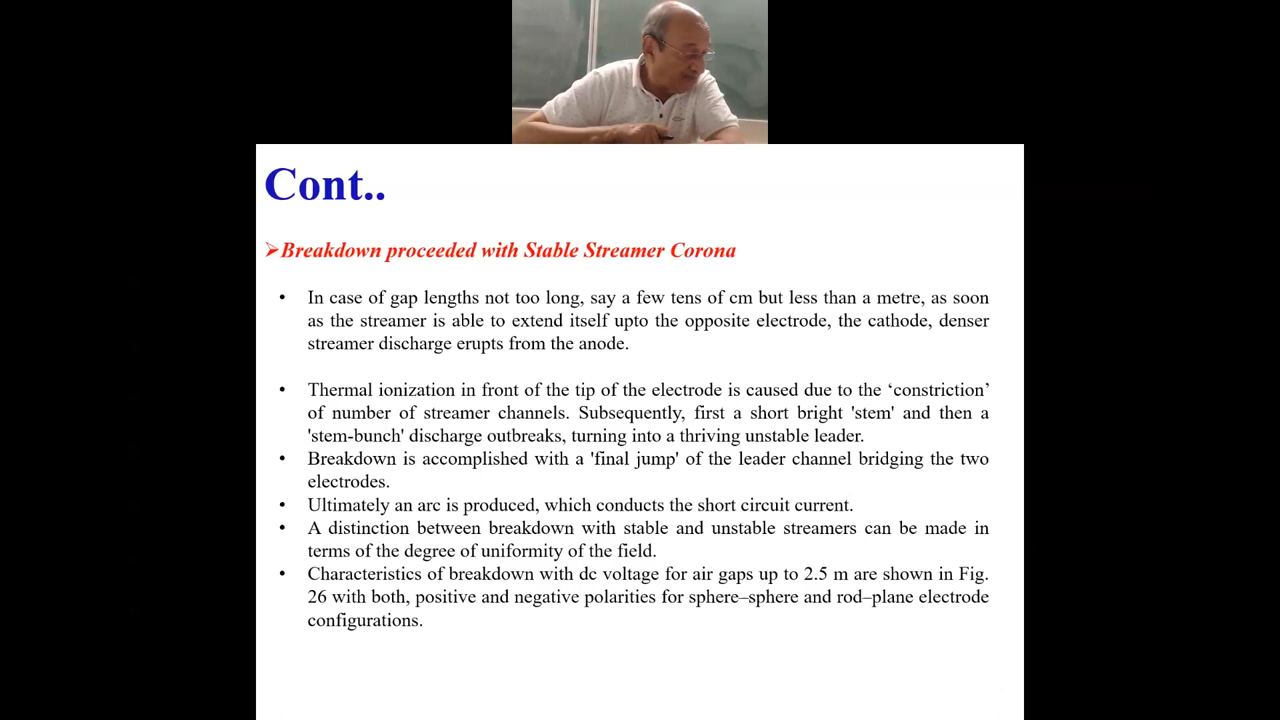 Cont..
➢Breakdown proceeded with Stable Streamer Corona
• In case of gap lengths not too long, say a few tens of cm but less than a metre, as soon
as the streamer is able to extend itself upto the opposite electrode, the cathode, denser
streamer discharge erupts from the anode.
• Thermal ionization in front of the tip of the electrode is caused due to the ‘constriction’
of number of streamer channels. Subsequently, first a short bright 'stem' and then a
'stem-bunch' discharge outbreaks, turning into a thriving unstable leader.
• Breakdown is accomplished with a 'final jump' of the leader channel bridging the two
electrodes.
• Ultimately an arc is produced, which conducts the short circuit current.
• A distinction between breakdown with stable and unstable streamers can be made in
terms of the degree of uniformity of the field.
• Characteristics of breakdown with dc voltage for air gaps up to 2.5 m are shown in Fig.
26 with both, positive and negative polarities for sphere–sphere and rod–plane electrode
configurations.